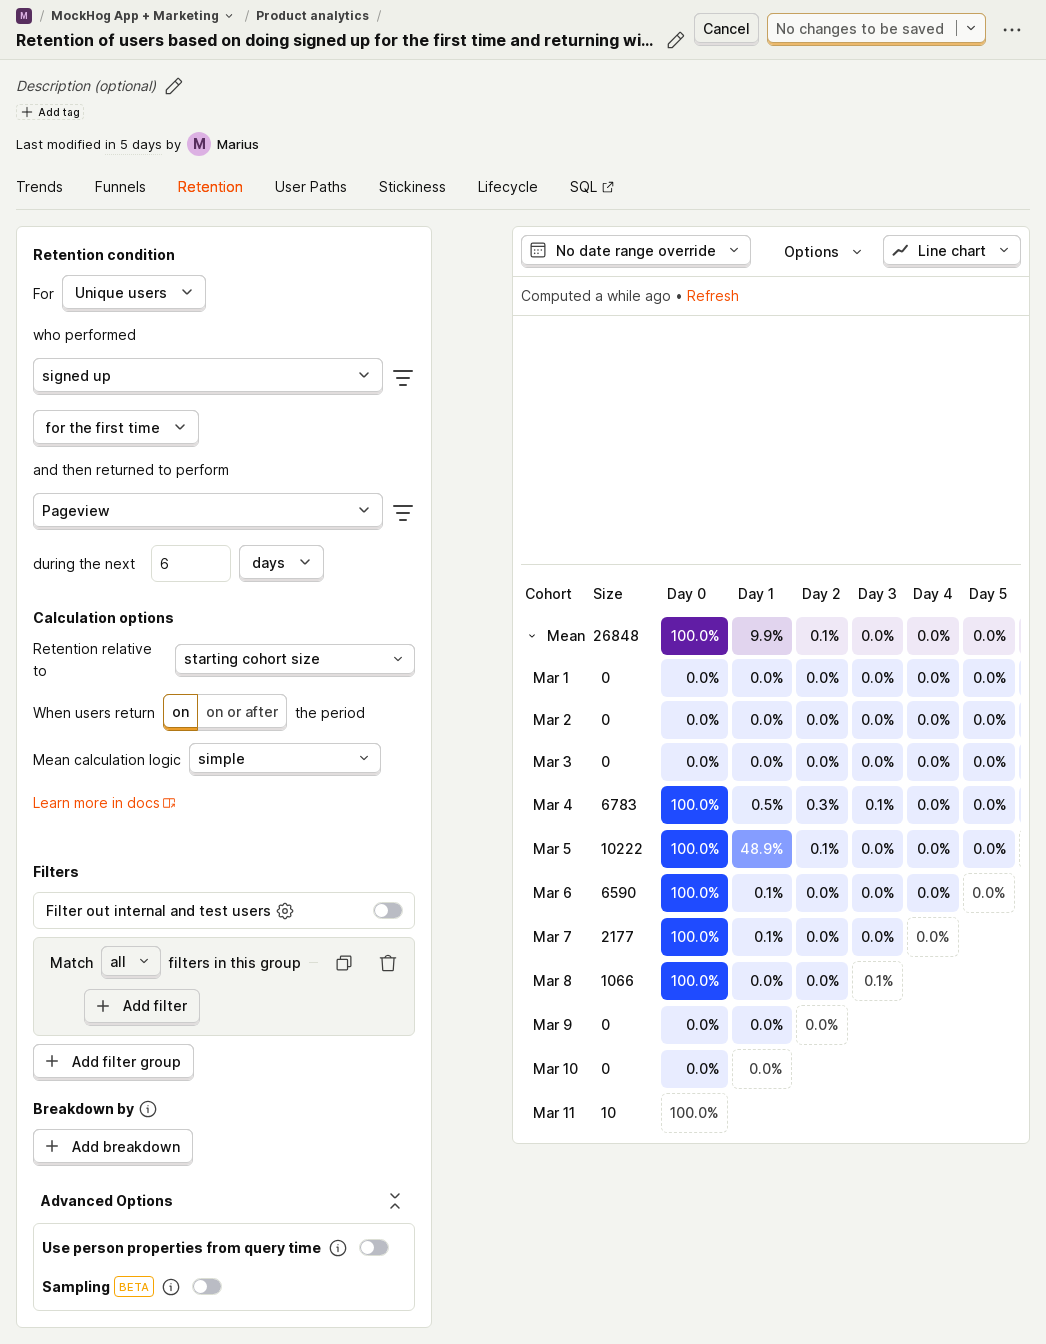 M / MockHog App + Marketing / Product analytics /
Retention of users based on doing signed up for the first time and returning wi...
Cancel
No changes to be saved
Description (optional)
Add tag
Last modified in 5 days by M Marius
Trends Funnels Retention User Paths Stickiness Lifecycle SQL
Retention condition
For Unique users
who performed
signed up
for the first time
and then returned to perform
Pageview
during the next 6 days
Calculation options
Retention relative
to
starting cohort size
When users return on on or after the period
Mean calculation logic simple
Learn more in docs
Filters
Filter out internal and test users
Match all filters in this group
Add filter
Add filter group
Breakdown by
Add breakdown
Advanced Options
Use person properties from query time
Sampling BETA
No date range override Options Line chart
Computed a while ago • Refresh
Cohort Size Day 0 Day 1 Day 2 Day 3 Day 4 Day 5
Mean 26848 100.0% 9.9% 0.1% 0.0% 0.0% 0.0%
Mar 1 0 0.0% 0.0% 0.0% 0.0% 0.0% 0.0%
Mar 2 0 0.0% 0.0% 0.0% 0.0% 0.0% 0.0%
Mar 3 0 0.0% 0.0% 0.0% 0.0% 0.0% 0.0%
Mar 4 6783 100.0% 0.5% 0.3% 0.1% 0.0% 0.0%
Mar 5 10222 100.0% 48.9% 0.1% 0.0% 0.0% 0.0%
Mar 6 6590 100.0% 0.1% 0.0% 0.0% 0.0% 0.0%
Mar 7 2177 100.0% 0.1% 0.0% 0.0% 0.0%
Mar 8 1066 100.0% 0.0% 0.0% 0.1%
Mar 9 0 0.0% 0.0% 0.0%
Mar 10 0 0.0% 0.0%
Mar 11 10 100.0%